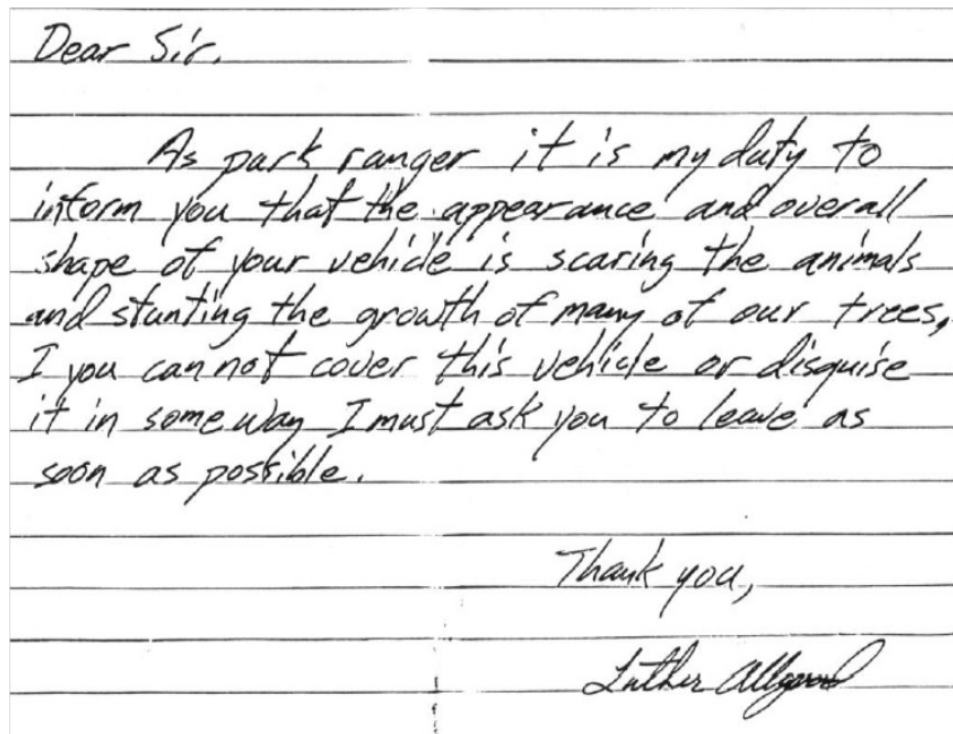 Dear Sir,
As park ranger it is my duty to
inform you that the appearance and overall
shape of your vehicle is scaring the animals
and stunting the growth of many of our trees,
I you can not cover this vehicle or disguise
it in some way I must ask you to leave as
soon as possible.
Thank you,
Luther Allgood